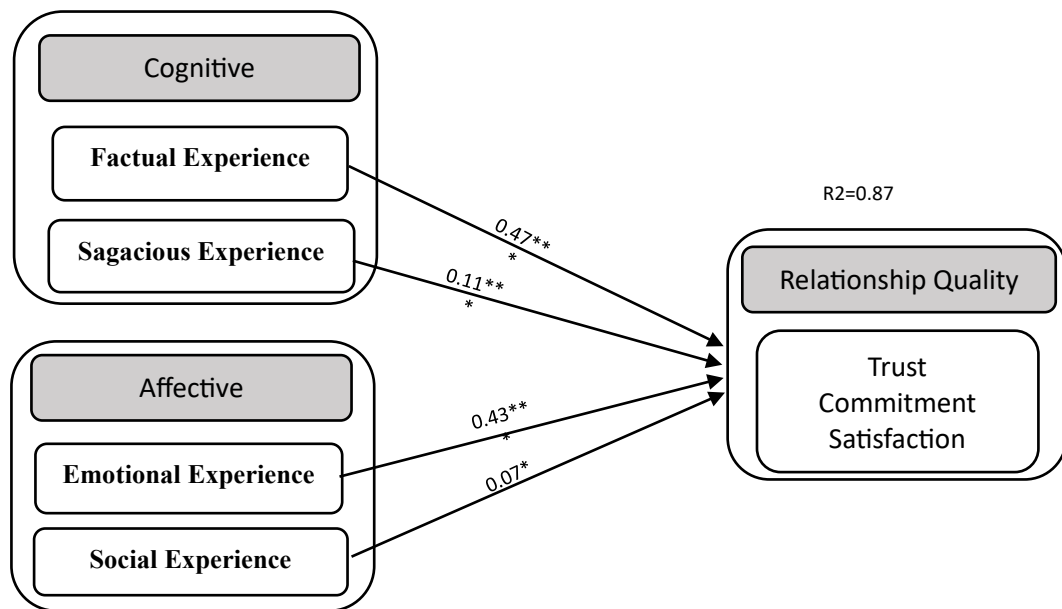 Cognitive
Factual Experience
Sagacious Experience
0.47**
*
0.11**
*
R2=0.87
Relationship Quality
Trust
Commitment
Satisfaction
Affective
Emotional Experience
Social Experience
0.43**
*
0.07*